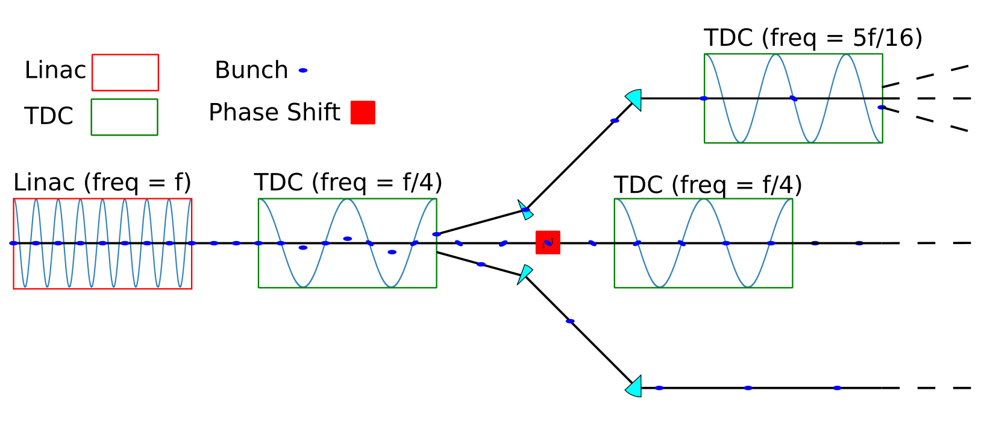 TDC (freq = 5f/16)
Linac
Bunch
TDC
Phase Shift
Linac (freq = f)
TDC (freq = f/4)
TDC (freq = f/4)